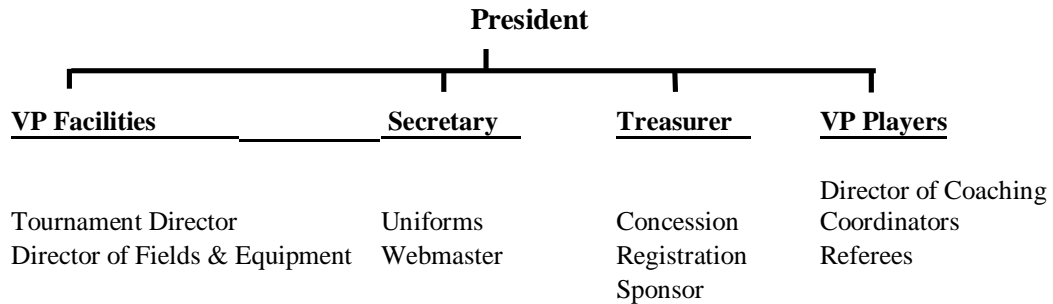 President
VP Facilities Secretary Treasurer VP Players
Director of Coaching
Tournament Director Uniforms Concession Coordinators
Director of Fields & Equipment Webmaster Registration Referees
Sponsor